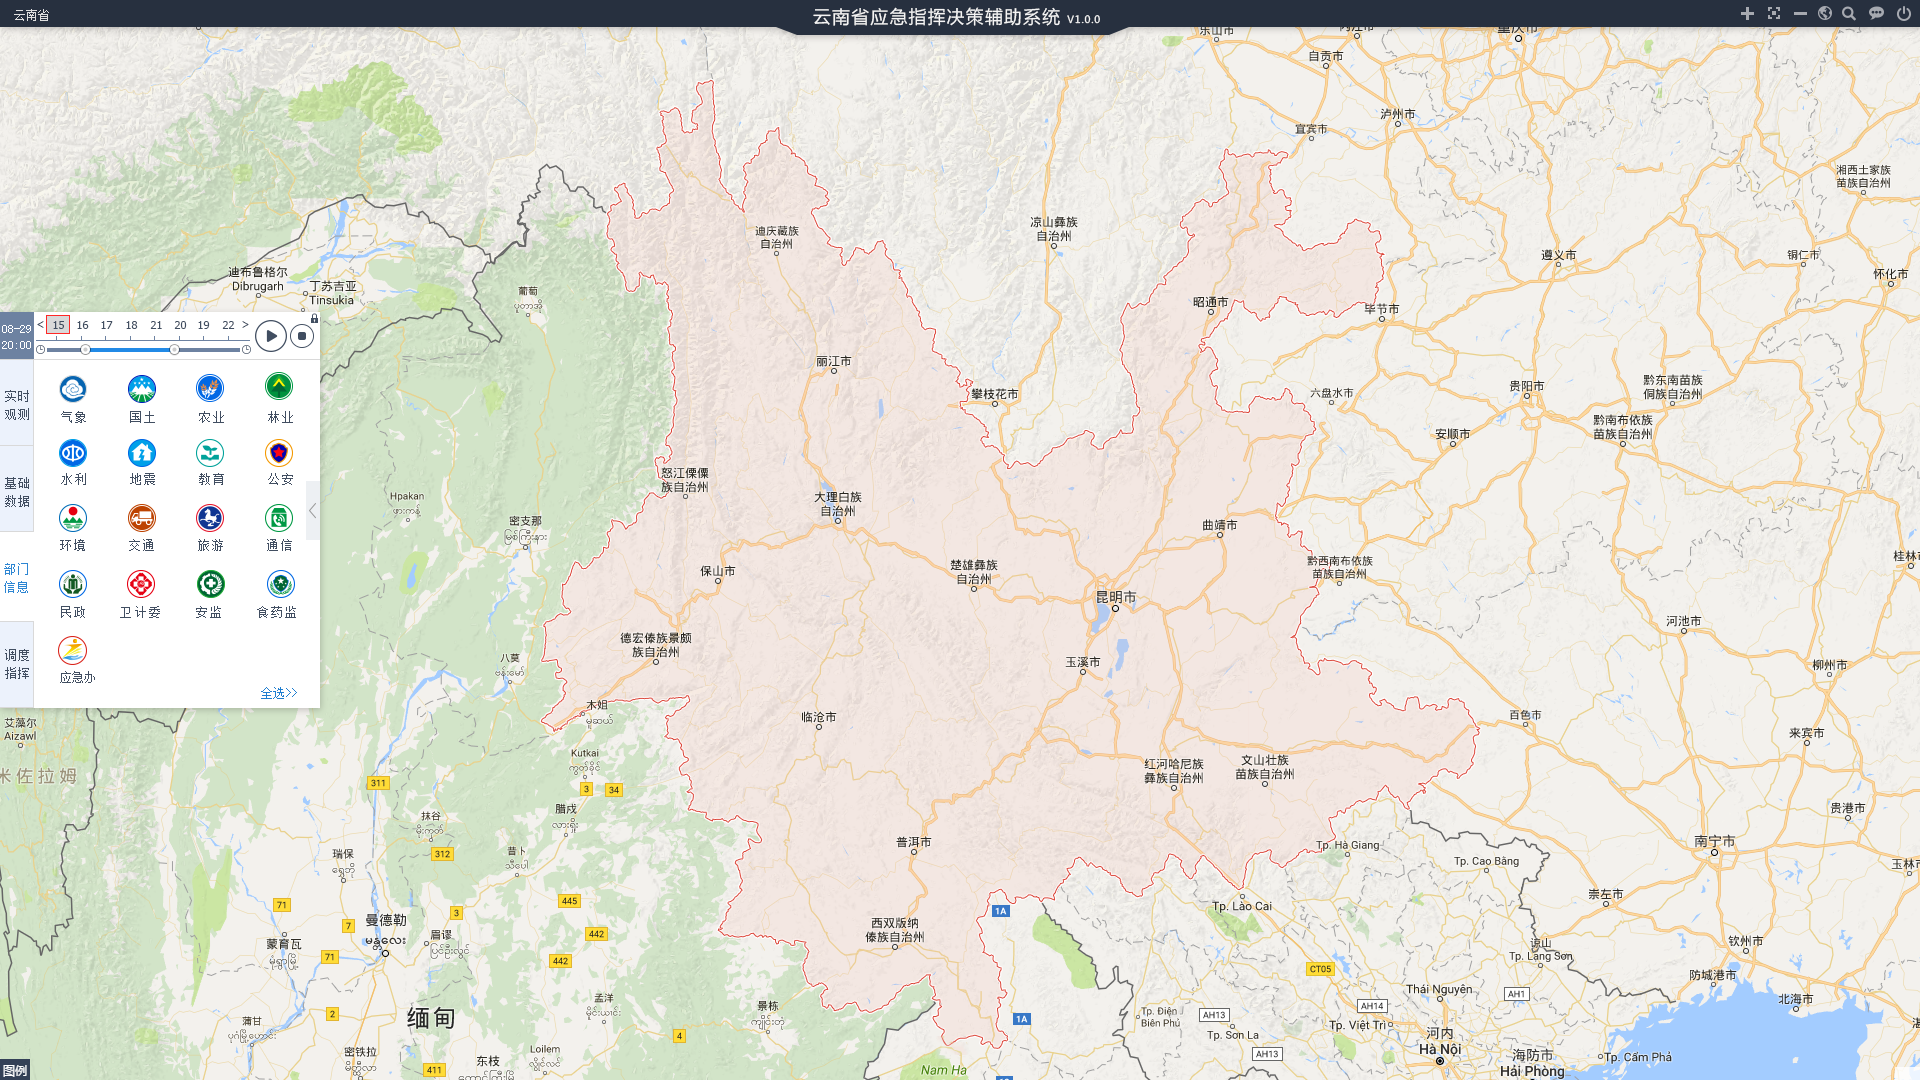 云南省
云南省应急指挥决策辅助系统 V1.0.0
乐山市
内江市
重庆市
自贡市
泸州市
宜宾市
湘西土家族
苗族自治州
凉山彝族
自治州
迪庆藏族
自治州
遵义市
铜仁市
怀化市
迪布鲁格尔
Dibrugarh
丁苏吉亚
Tinsukia
葡萄
昭通市
毕节市
08-29
20:00
< 15 16 17 18 19 21 20 19 22 >
实时
观测
基础
数据
部门
信息
调度
指挥
气象
国土
农业
林业
水利
地震
教育
公安
环境
交通
旅游
通信
民政
卫计委
安监
食药监
应急办
全选>>
丽江市
攀枝花市
六盘水市
贵阳市
黔东南苗族
侗族自治州
黔南布依族
苗族自治州
安顺市
怒江傈僳
族自治州
Hpakan
大理白族
自治州
密支那
曲靖市
桂林市
保山市
楚雄彝族
自治州
黔西南布依族
苗族自治州
昆明市
河池市
德宏傣族景颇
族自治州
八莫
玉溪市
柳州市
木姐
临沧市
百色市
艾藻尔
Aizawl
来宾市
米佐拉姆
Kutkai
红河哈尼族
彝族自治州
文山壮族
苗族自治州
311
3
34
腊戌
抹谷
贵港市
普洱市
南宁市
Tp. Hà Giang
312
瑞保
昔卜
Tp. Cao Bằng
玉林市
崇左市
445
71
3
1A
Tp. Lào Cai
曼德勒
7
西双版纳
傣族自治州
442
眉谬
蒙育瓦
71
442
谅山
Tp. Lạng Sơn
钦州市
CT05
防城港市
Thái Nguyên
AH1
孟洋
景栋
AH14
北海市
缅甸
2
蒲甘
1A
Tp. Điện
Biên Phủ
AH13
Tp. Việt Trì
4
Tp. Sơn La
河内
Hà Nội
密铁拉
东枝
Loilem
AH13
海防市
Hải Phòng
Tp. Cẩm Phả
411
Nam Ha
图例